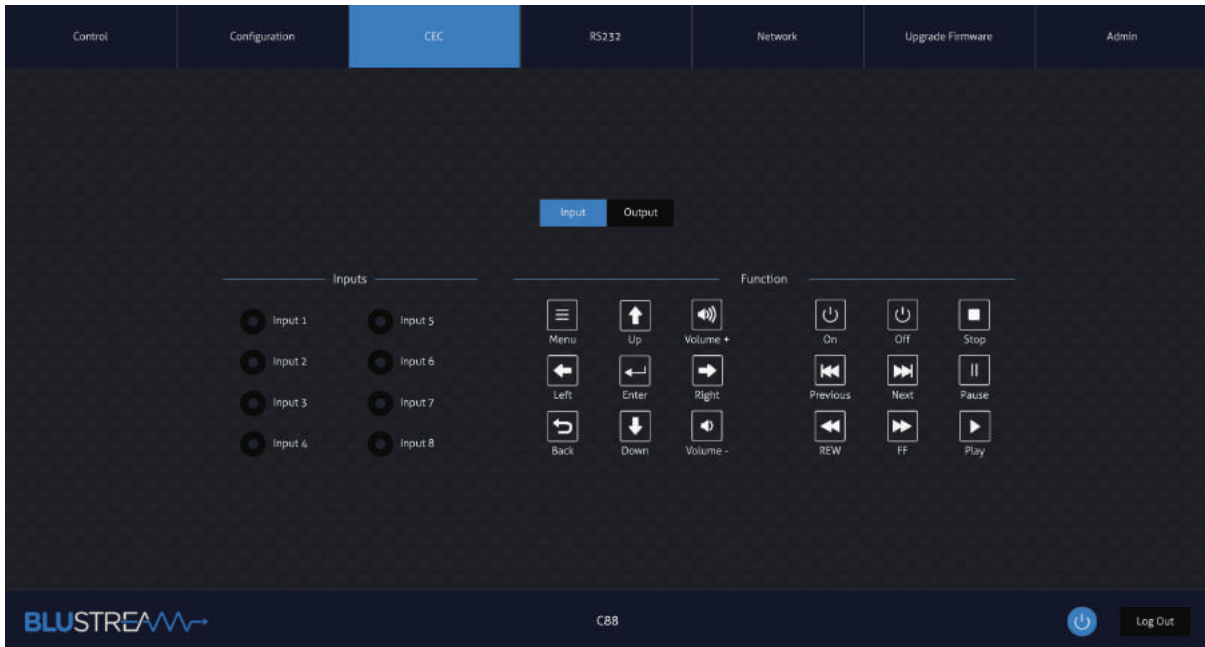 Control Configuration CEC RS232 Network Upgrade Firmware Admin
Input Output
Inputs Function
Input 1 Input 5
Menu Up Volume + On Off Stop
Input 2 Input 6
Left Enter Right Previous Next Pause
Input 3 Input 7
Input 4 Input 8
Back Down Volume - REW FF Play
BLUSTREAM C88 Log Out